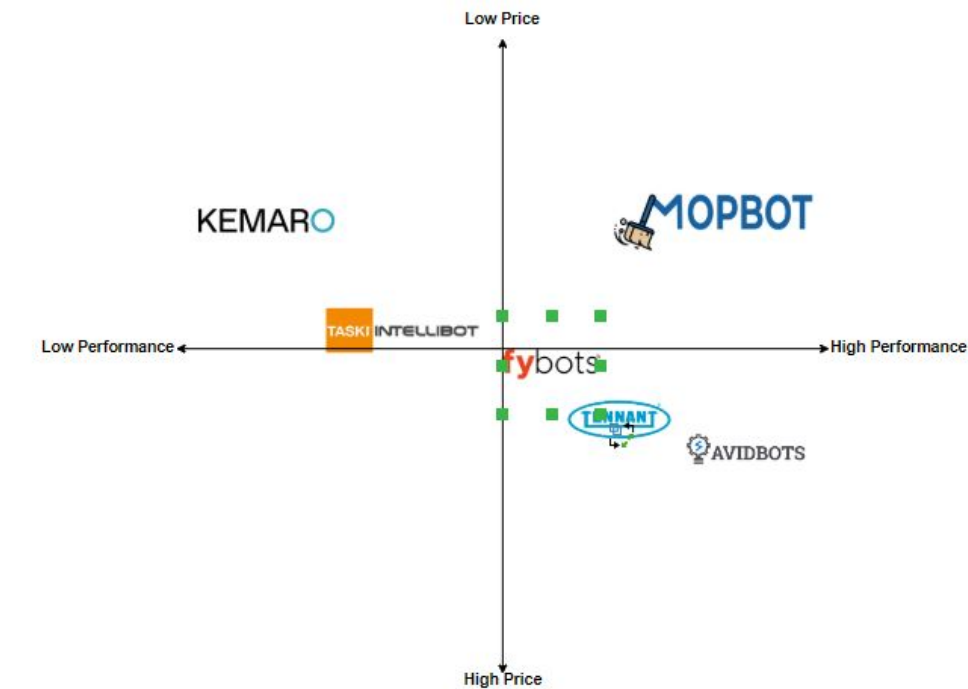 Low Price
KEMARO
MOPBOT
TASKI INTELLIBOT
Low Performance
High Performance
fybots
TENNANT
AVIDBOTS
High Price